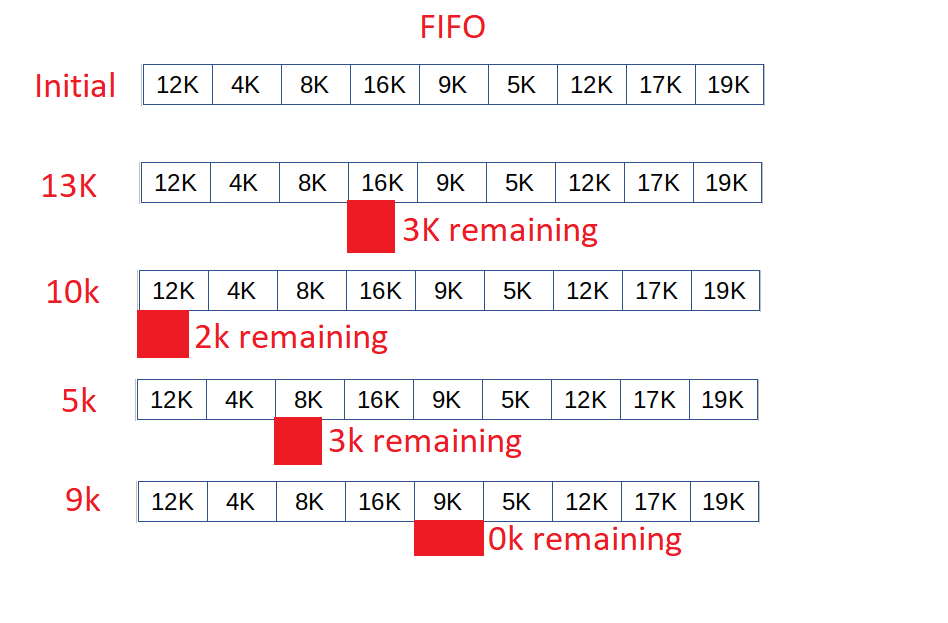 FIFO
Initial 12K 4K 8K 16K 9K 5K 12K 17K 19K
13K 12K 4K 8K 16K 9K 5K 12K 17K 19K
3K remaining
10k 12K 4K 8K 16K 9K 5K 12K 17K 19K
2k remaining
5k 12K 4K 8K 16K 9K 5K 12K 17K 19K
3k remaining
9k 12K 4K 8K 16K 9K 5K 12K 17K 19K
0k remaining